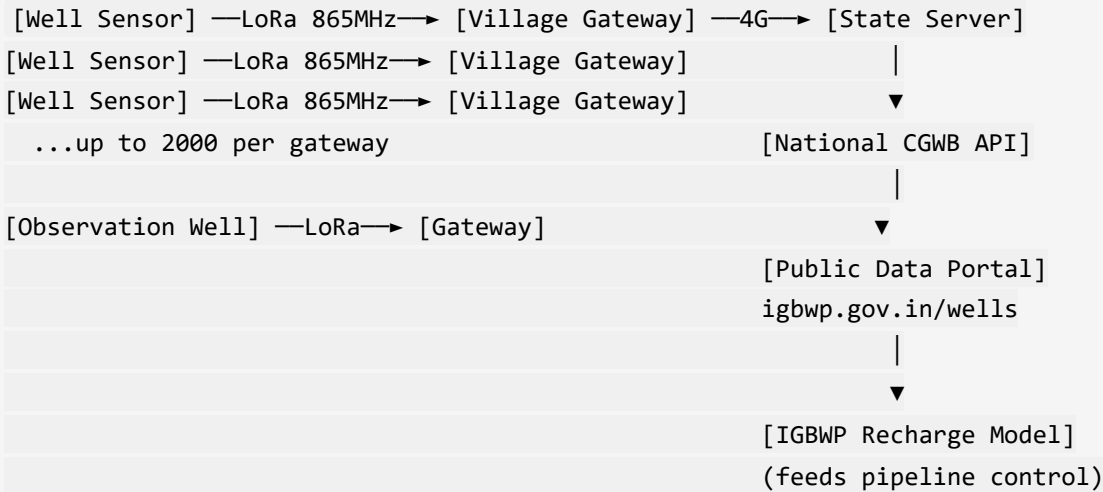 [Well Sensor] ──LoRa 865MHz──► [Village Gateway] ──4G──► [State Server]
[Well Sensor] ──LoRa 865MHz──► [Village Gateway]                 │
[Well Sensor] ──LoRa 865MHz──► [Village Gateway]                 ▼
...up to 2000 per gateway                              [National CGWB API]
│
[Observation Well] ──LoRa──► [Gateway]                          ▼
[Public Data Portal]
igbwp.gov.in/wells
│
▼
[IGBWP Recharge Model]
(feeds pipeline control)